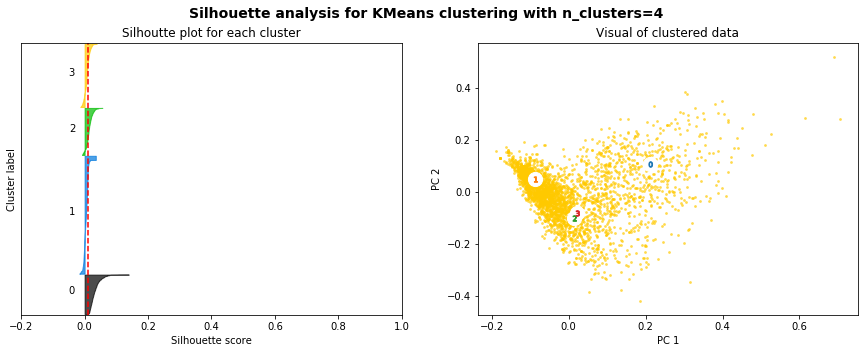 Silhouette analysis for KMeans clustering with n_clusters=4
Silhoutte plot for each cluster
Cluster label
3
2
1
0
−0.2 0.0 0.2 0.4 0.6 0.8 1.0
Silhouette score
Visual of clustered data
PC 2
0.4
0.2
0.0
−0.2
−0.4
0
1
3
2
−0.2 0.0 0.2 0.4 0.6
PC 1